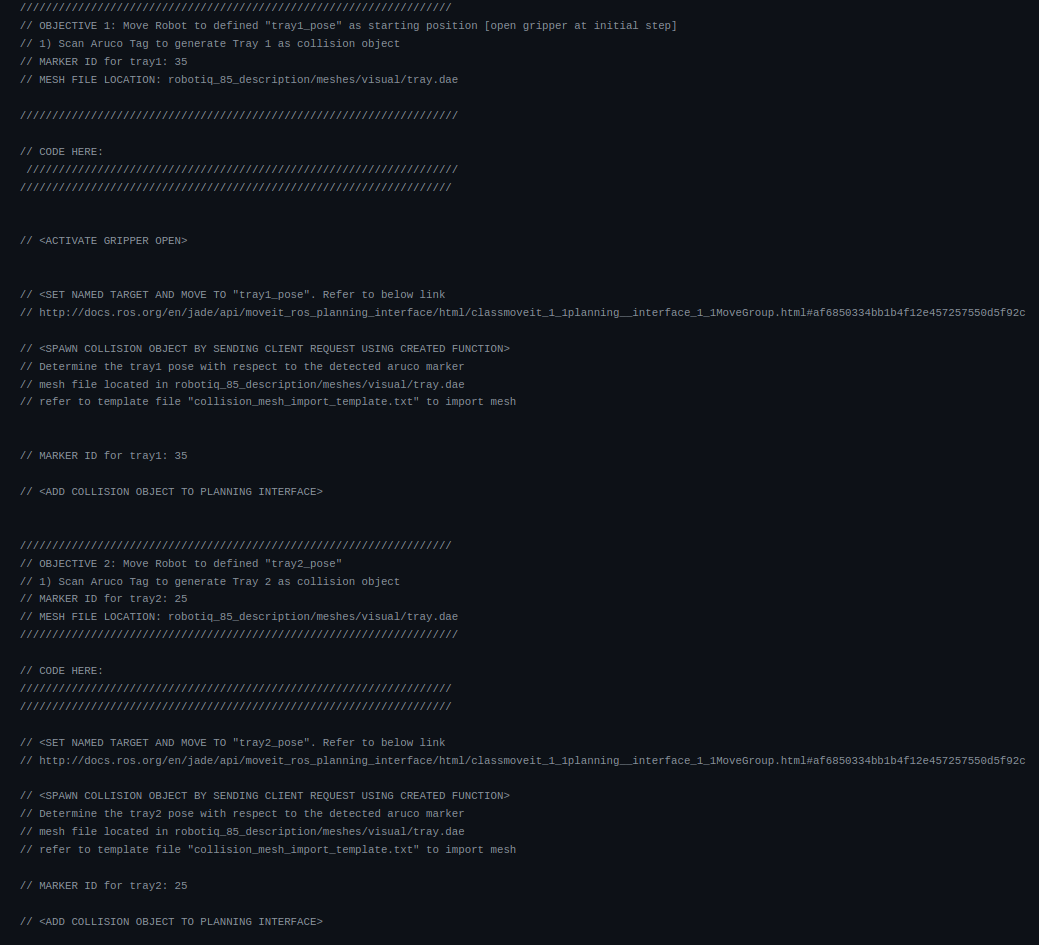 ///////////////////////////////////////////////////////////////////
// OBJECTIVE 1: Move Robot to defined "tray1_pose" as starting position [open gripper at initial step]
// 1) Scan Aruco Tag to generate Tray 1 as collision object
// MARKER ID for tray1: 35
// MESH FILE LOCATION: robotiq_85_description/meshes/visual/tray.dae
////////////////////////////////////////////////////////////////////
// CODE HERE:
///////////////////////////////////////////////////////////////////
///////////////////////////////////////////////////////////////////
// <ACTIVATE GRIPPER OPEN>
// <SET NAMED TARGET AND MOVE TO "tray1_pose". Refer to below link
// http://docs.ros.org/en/jade/api/moveit_ros_planning_interface/html/classmoveit_1_1planning__interface_1_1MoveGroup.html#af6850334bb1b4f12e457257550d5f92c
// <SPAWN COLLISION OBJECT BY SENDING CLIENT REQUEST USING CREATED FUNCTION>
// Determine the tray1 pose with respect to the detected aruco marker
// mesh file located in robotiq_85_description/meshes/visual/tray.dae
// refer to template file "collision_mesh_import_template.txt" to import mesh
// MARKER ID for tray1: 35
// <ADD COLLISION OBJECT TO PLANNING INTERFACE>
///////////////////////////////////////////////////////////////////
// OBJECTIVE 2: Move Robot to defined "tray2_pose"
// 1) Scan Aruco Tag to generate Tray 2 as collision object
// MARKER ID for tray2: 25
// MESH FILE LOCATION: robotiq_85_description/meshes/visual/tray.dae
////////////////////////////////////////////////////////////////////
// CODE HERE:
///////////////////////////////////////////////////////////////////
///////////////////////////////////////////////////////////////////
// <SET NAMED TARGET AND MOVE TO "tray2_pose". Refer to below link
// http://docs.ros.org/en/jade/api/moveit_ros_planning_interface/html/classmoveit_1_1planning__interface_1_1MoveGroup.html#af6850334bb1b4f12e457257550d5f92c
// <SPAWN COLLISION OBJECT BY SENDING CLIENT REQUEST USING CREATED FUNCTION>
// Determine the tray2 pose with respect to the detected aruco marker
// mesh file located in robotiq_85_description/meshes/visual/tray.dae
// refer to template file "collision_mesh_import_template.txt" to import mesh
// MARKER ID for tray2: 25
// <ADD COLLISION OBJECT TO PLANNING INTERFACE>